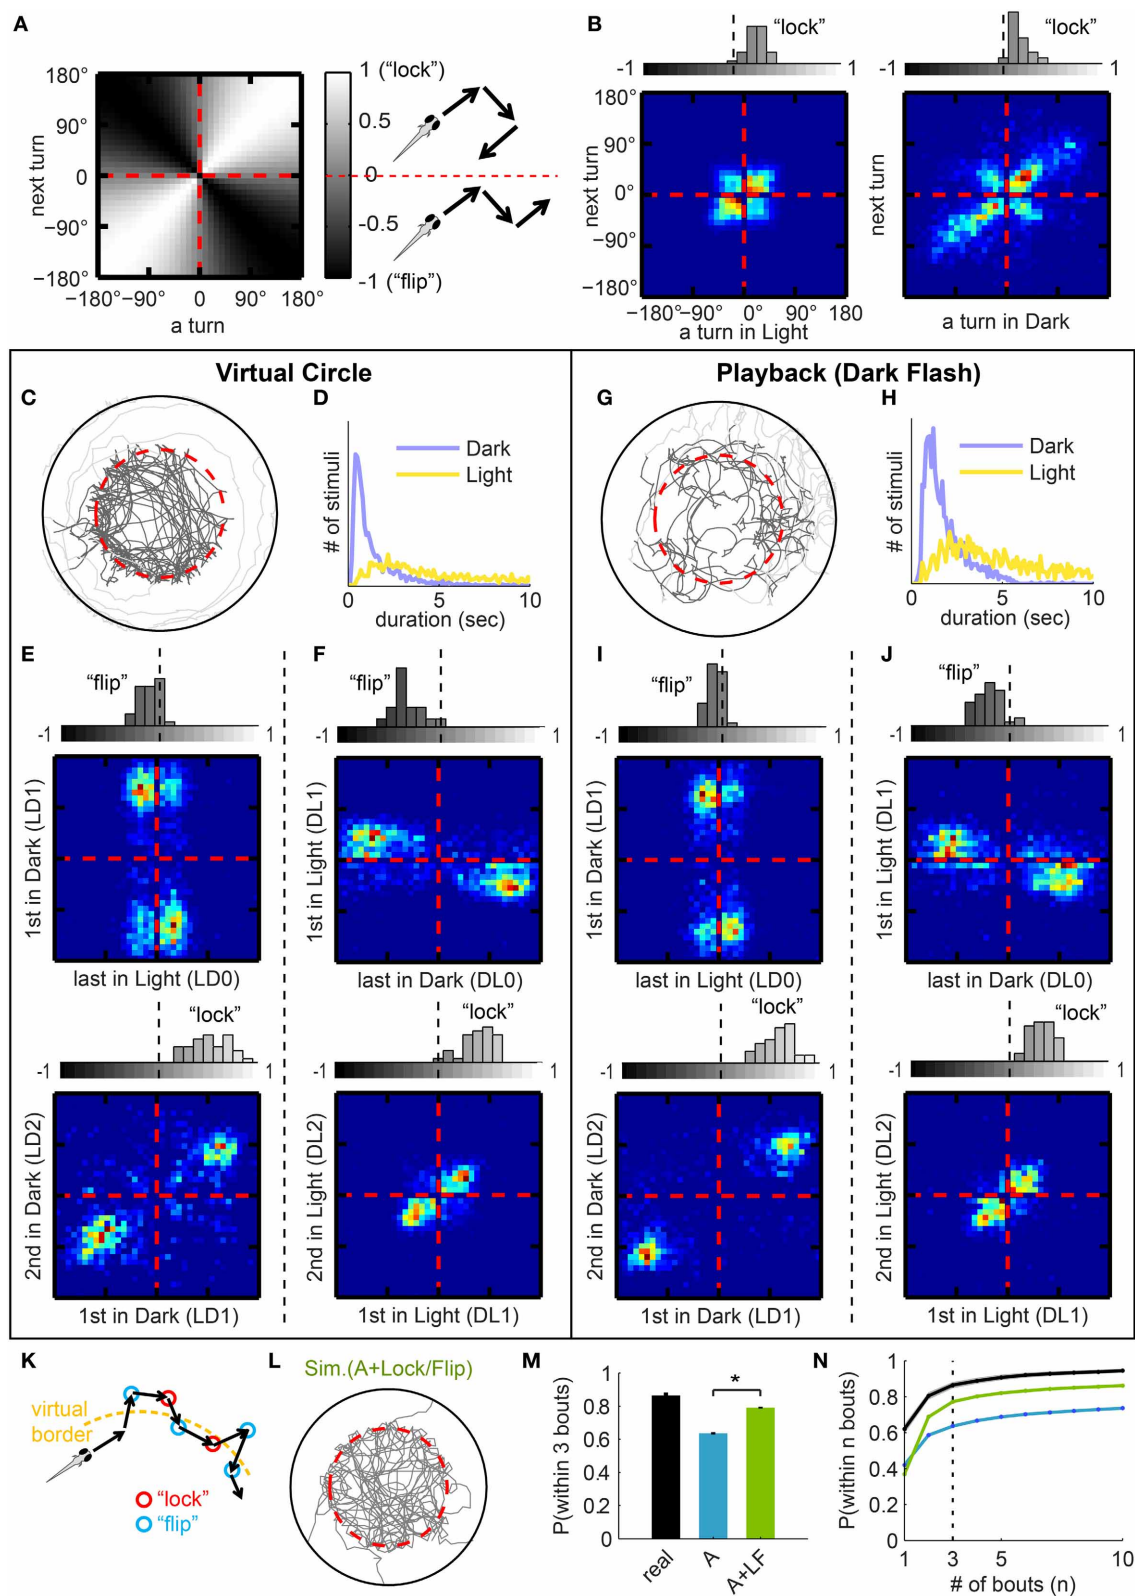 A
180°
90°
0
−90°
−180°
next turn
−180°
−90°
0
90°
180°
a turn
1 ("lock")
0.5
0
-0.5
-1 ("flip")
B
"lock"
-1
1
180°
90°
0°
−90°
−180°
next turn
−180°
−90°
0°
90°
180
a turn in Light
"lock"
-1
1
90°
0°
−90°
next turn
a turn in Dark
Virtual Circle
C
D
Dark
Light
# of stimuli
0
5
10
duration (sec)
E
"flip"
-1
1
1st in Dark (LD1)
last in Light (LD0)
"lock"
-1
1
2nd in Dark (LD2)
1st in Dark (LD1)
F
"flip"
-1
1
1st in Light (DL1)
last in Dark (DL0)
"lock"
-1
1
2nd in Light (DL2)
1st in Light (DL1)
Playback (Dark Flash)
G
H
Dark
Light
# of stimuli
0
5
10
duration (sec)
I
"flip"
-1
1
1st in Dark (LD1)
last in Light (LD0)
"lock"
-1
1
2nd in Dark (LD2)
1st in Dark (LD1)
J
"flip"
-1
1
1st in Light (DL1)
last in Dark (DL0)
"lock"
-1
1
2nd in Light (DL2)
1st in Light (DL1)
K
virtual
border
"lock"
"flip"
L
Sim.(A+Lock/Flip)
M
P(within 3 bouts)
1
0.8
0.6
0.4
0.2
0
*
real
A
A+LF
N
P(within n bouts)
1
0.8
0.6
0.4
0.2
0
1
3
5
10
# of bouts (n)